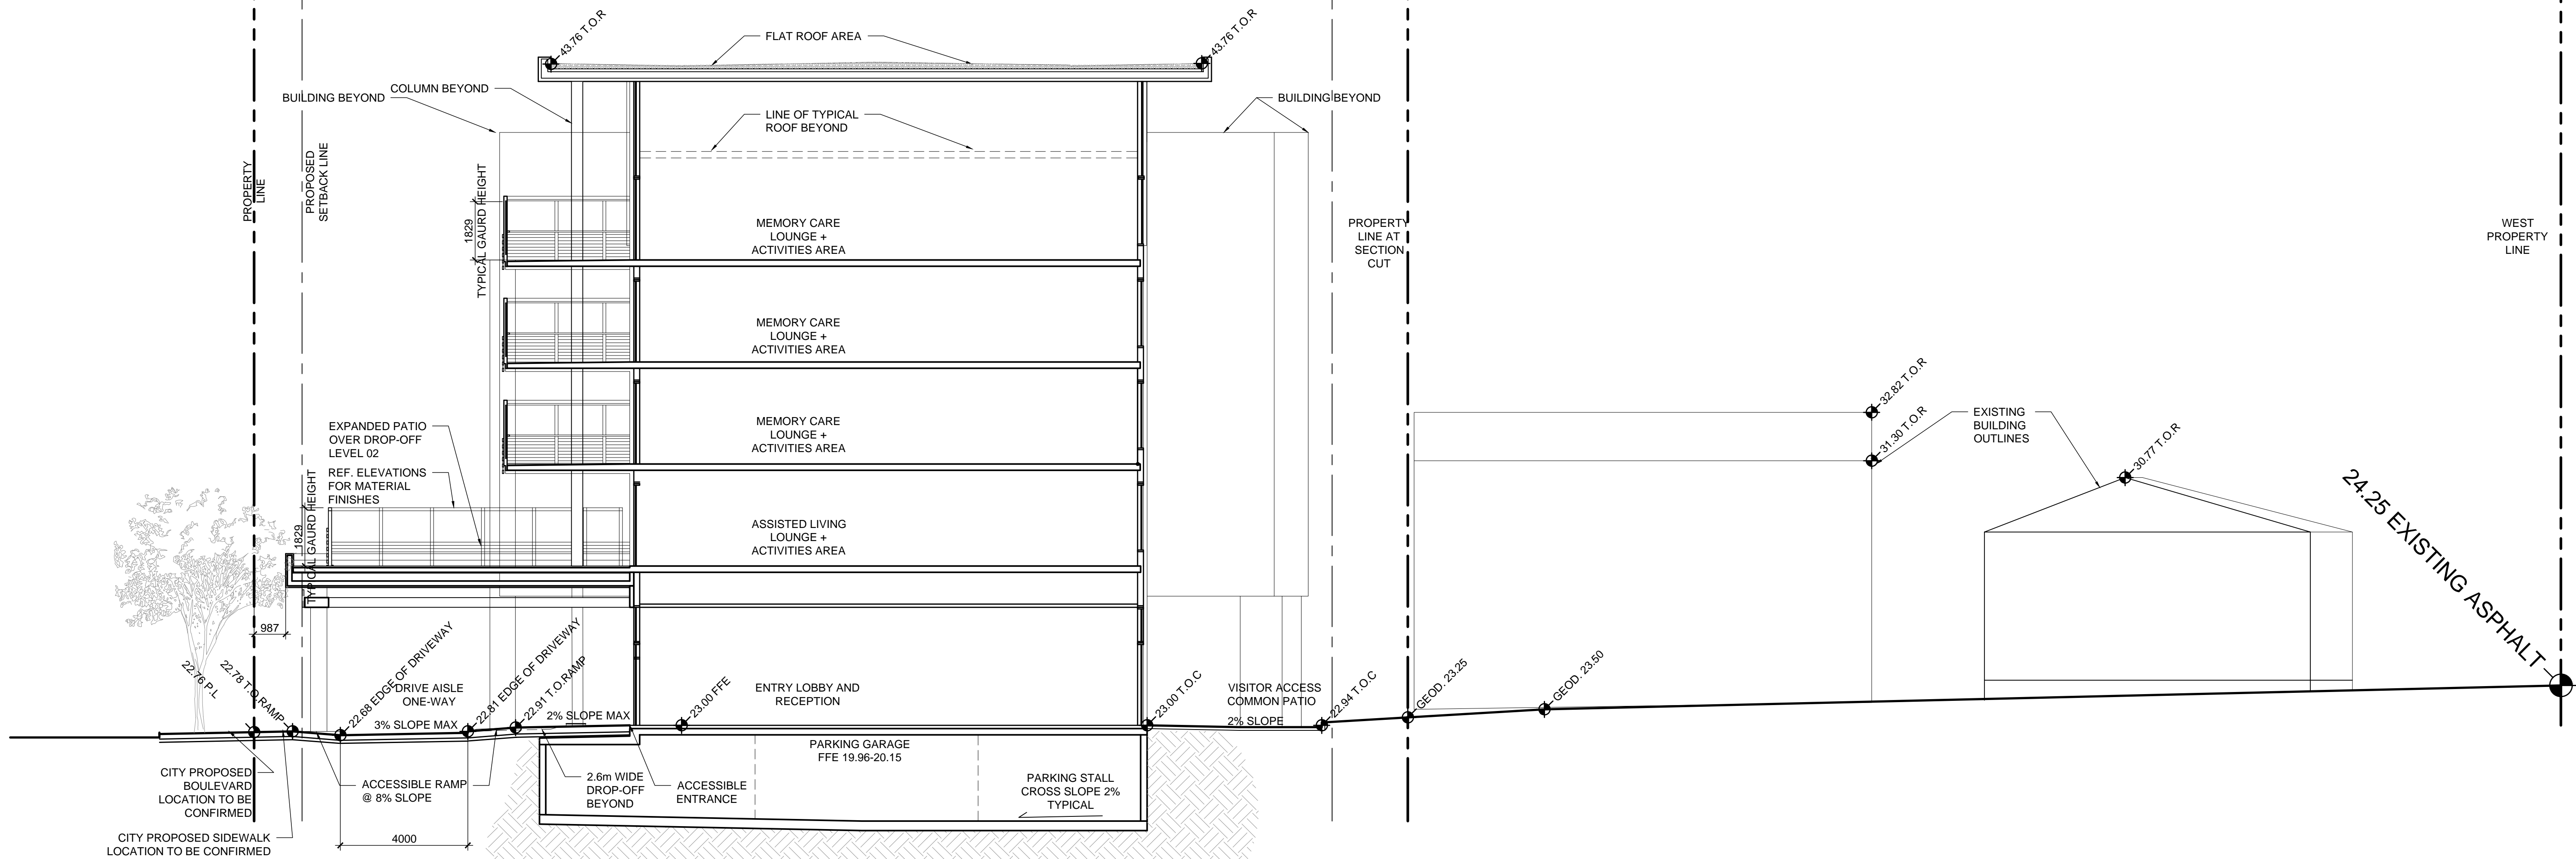 43.76 T.O.R
FLAT ROOF AREA
43.76 T.O.R
COLUMN BEYOND
BUILDING BEYOND
BUILDING BEYOND
LINE OF TYPICAL
ROOF BEYOND
PROPERTY
LINE
PROPOSED
SETBACK LINE
1829
TYPICAL GAURD HEIGHT
MEMORY CARE
LOUNGE +
ACTIVITIES AREA
PROPERTY
LINE AT
SECTION
CUT
WEST
PROPERTY
LINE
MEMORY CARE
LOUNGE +
ACTIVITIES AREA
32.82 T.O.R
31.30 T.O.R
EXISTING
BUILDING
OUTLINES
30.77 T.O.R
EXPANDED PATIO
OVER DROP-OFF
LEVEL 02
REF. ELEVATIONS
FOR MATERIAL
FINISHES
MEMORY CARE
LOUNGE +
ACTIVITIES AREA
24.25 EXISTING ASPHALT
1829
TYPICAL GAURD HEIGHT
ASSISTED LIVING
LOUNGE +
ACTIVITIES AREA
987
22.76 P.L
22.78 T.O.RAMP
22.68 EDGE OF DRIVEWAY
DRIVE AISLE
ONE-WAY
3% SLOPE MAX
22.81 EDGE OF DRIVEWAY
22.91 T.O.RAMP
2% SLOPE MAX
23.00 FFE
ENTRY LOBBY AND
RECEPTION
23.00 T.O.C
VISITOR ACCESS
COMMON PATIO
2% SLOPE
22.94 T.O.C
GEOD. 23.25
GEOD. 23.50
PARKING GARAGE
FFE 19.96-20.15
CITY PROPOSED
BOULEVARD
LOCATION TO BE
CONFIRMED
ACCESSIBLE RAMP
@ 8% SLOPE
2.6m WIDE
DROP-OFF
BEYOND
ACCESSIBLE
ENTRANCE
PARKING STALL
CROSS SLOPE 2%
TYPICAL
CITY PROPOSED SIDEWALK
LOCATION TO BE CONFIRMED
4000